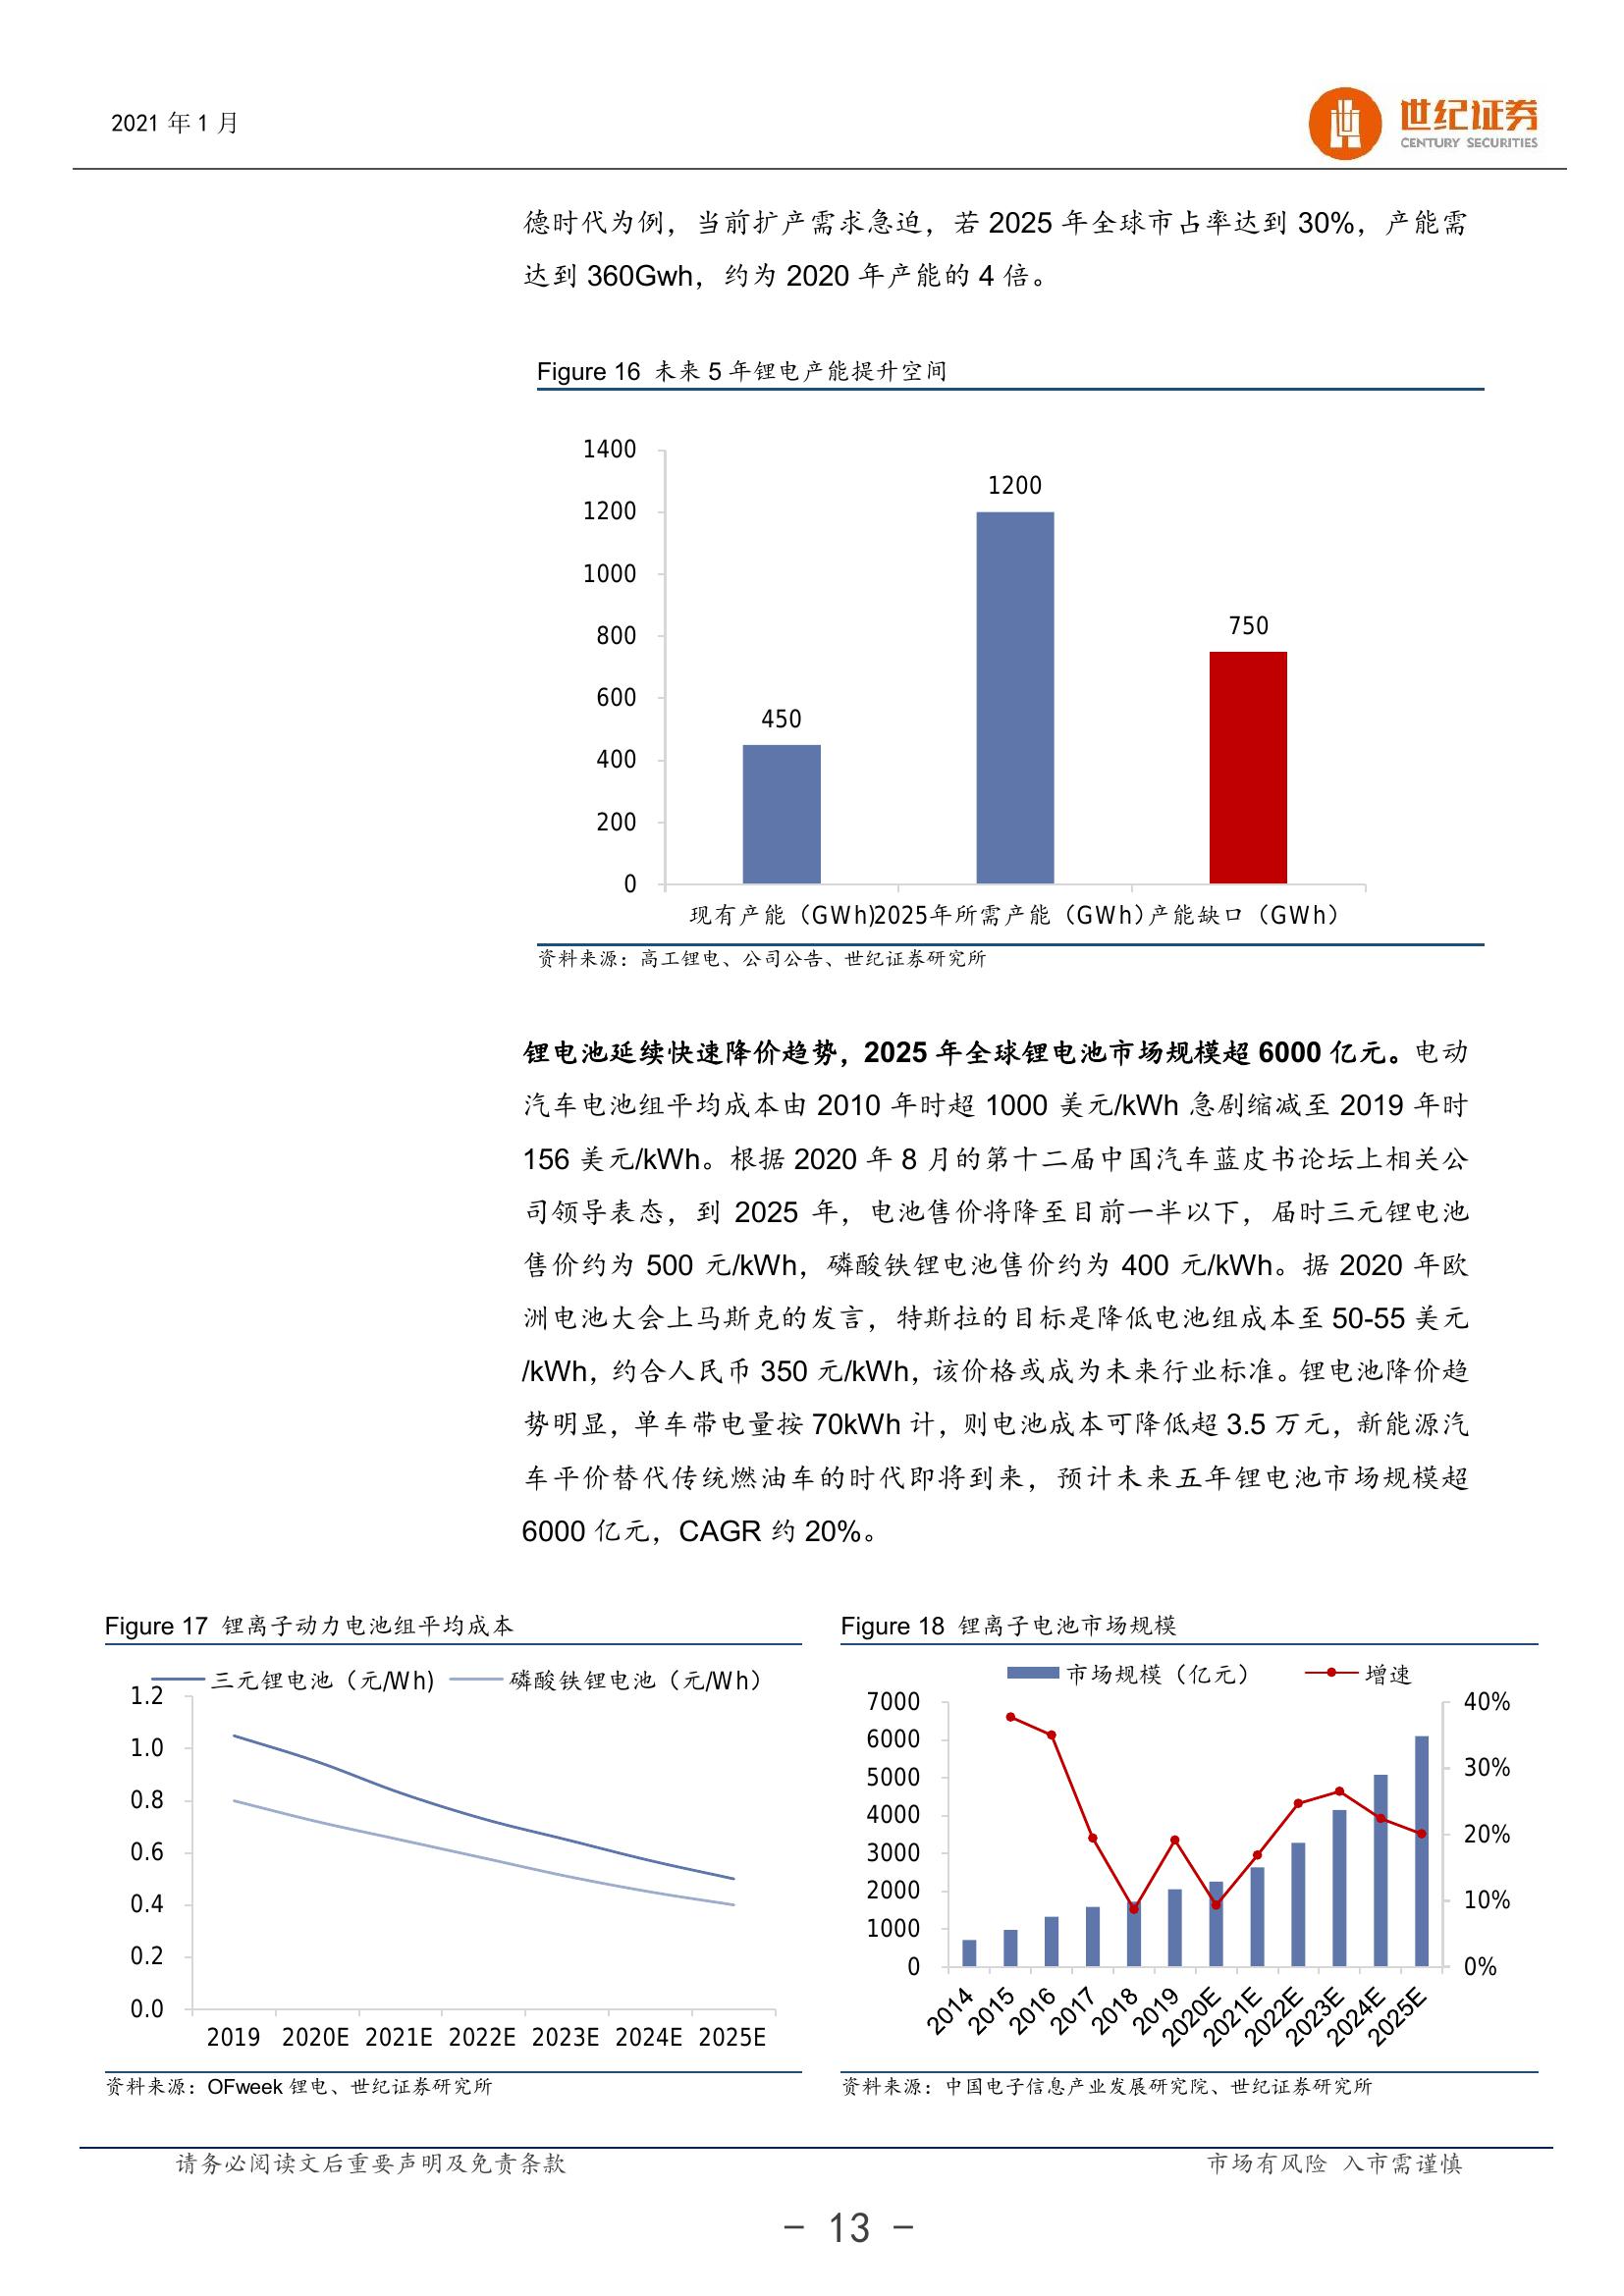 2021 年 1 月
世纪证券
CENTURY SECURITIES
德时代为例，当前扩产需求急迫，若 2025 年全球市占率达到 30%，产能需
达到 360Gwh，约为 2020 年产能的 4 倍。
Figure 16 未来 5 年锂电产能提升空间
1400
1200
1000
800
600
400
200
0
450
1200
750
现有产能（GWh)
2025年所需产能（GWh）
产能缺口（GWh）
资料来源：高工锂电、公司公告、世纪证券研究所
锂电池延续快速降价趋势，2025 年全球锂电池市场规模超 6000 亿元。电动
汽车电池组平均成本由 2010 年时超 1000 美元/kWh 急剧缩减至 2019 年时
156 美元/kWh。根据 2020 年 8 月的第十二届中国汽车蓝皮书论坛上相关公
司领导表态，到 2025 年，电池售价将降至目前一半以下，届时三元锂电池
售价约为 500 元/kWh，磷酸铁锂电池售价约为 400 元/kWh。据 2020 年欧
洲电池大会上马斯克的发言，特斯拉的目标是降低电池组成本至 50-55 美元
/kWh，约合人民币 350 元/kWh，该价格或成为未来行业标准。锂电池降价趋
势明显，单车带电量按 70kWh 计，则电池成本可降低超 3.5 万元，新能源汽
车平价替代传统燃油车的时代即将到来，预计未来五年锂电池市场规模超
6000 亿元，CAGR 约 20%。
Figure 17 锂离子动力电池组平均成本
三元锂电池（元/Wh)
磷酸铁锂电池（元/Wh）
1.2
1.0
0.8
0.6
0.4
0.2
0.0
2019 2020E 2021E 2022E 2023E 2024E 2025E
资料来源：OFweek 锂电、世纪证券研究所
Figure 18 锂离子电池市场规模
市场规模（亿元）
增速
7000
6000
5000
4000
3000
2000
1000
0
40%
30%
20%
10%
0%
2014 2015 2016 2017 2018 2019 2020E 2021E 2022E 2023E 2024E 2025E
资料来源：中国电子信息产业发展研究院、世纪证券研究所
请务必阅读文后重要声明及免责条款
市场有风险 入市需谨慎
- 13 -